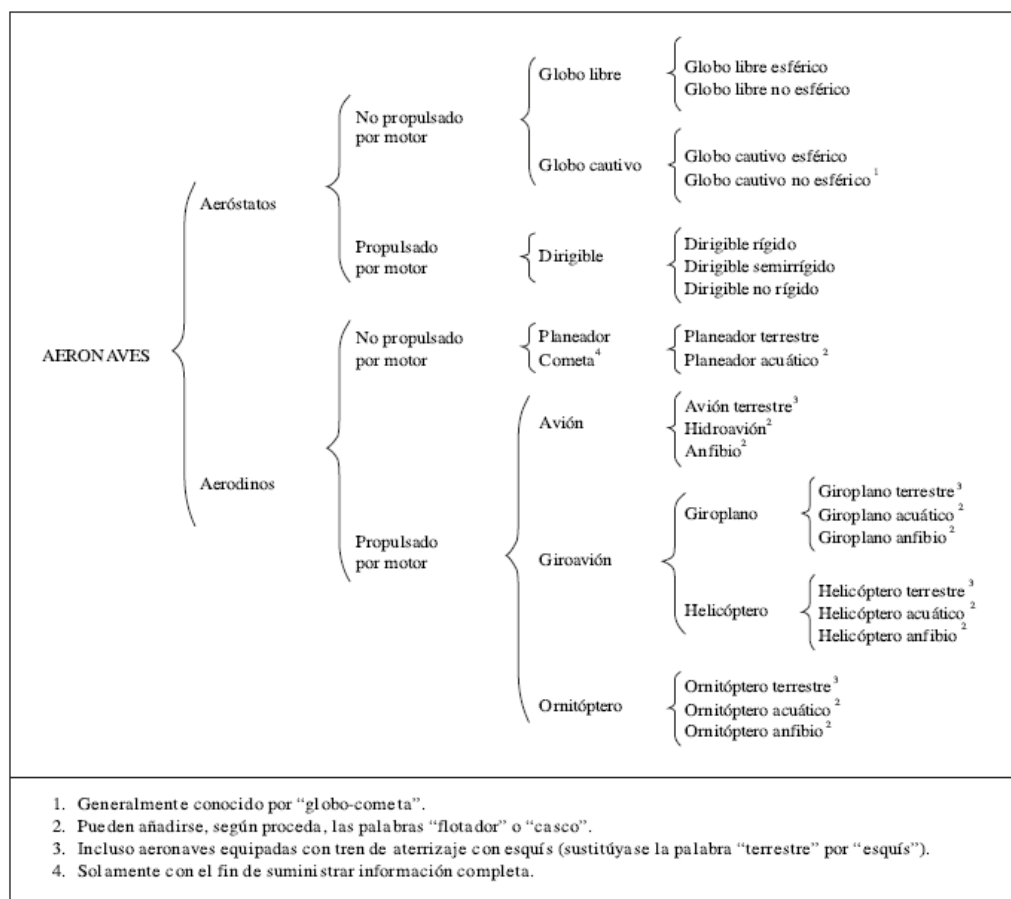 Globo libre
Globo libre esférico
Globo libre no esférico
No propulsado
por motor
Globo cautivo
Globo cautivo esférico
Globo cautivo no esférico 1
Aeróstatos
Propulsado
por motor
Dirigible
Dirigible rígido
Dirigible semirrígido
Dirigible no rígido
AERONAVES
No propulsado
por motor
Planeador
Cometa 4
Planeador terrestre
Planeador acuático 2
Avión
Avión terrestre 3
Hidroavión 2
Anfibio 2
Aerodinos
Propulsado
por motor
Giroavión
Giroplano
Giroplano terrestre 3
Giroplano acuático 2
Giroplano anfibio 2
Helicóptero
Helicóptero terrestre 3
Helicóptero acuático 2
Helicóptero anfibio 2
Ornitóptero
Ornitóptero terrestre 3
Ornitóptero acuático 2
Ornitóptero anfibio 2
1. Generalmente conocido por “globo-cometa”.
2. Pueden añadirse, según proceda, las palabras “flotador” o “casco”.
3. Incluso aeronaves equipadas con tren de aterrizaje con esquís (sustitúyase la palabra “terrestre” por “esquís”).
4. Solamente con el fin de suministrar información completa.